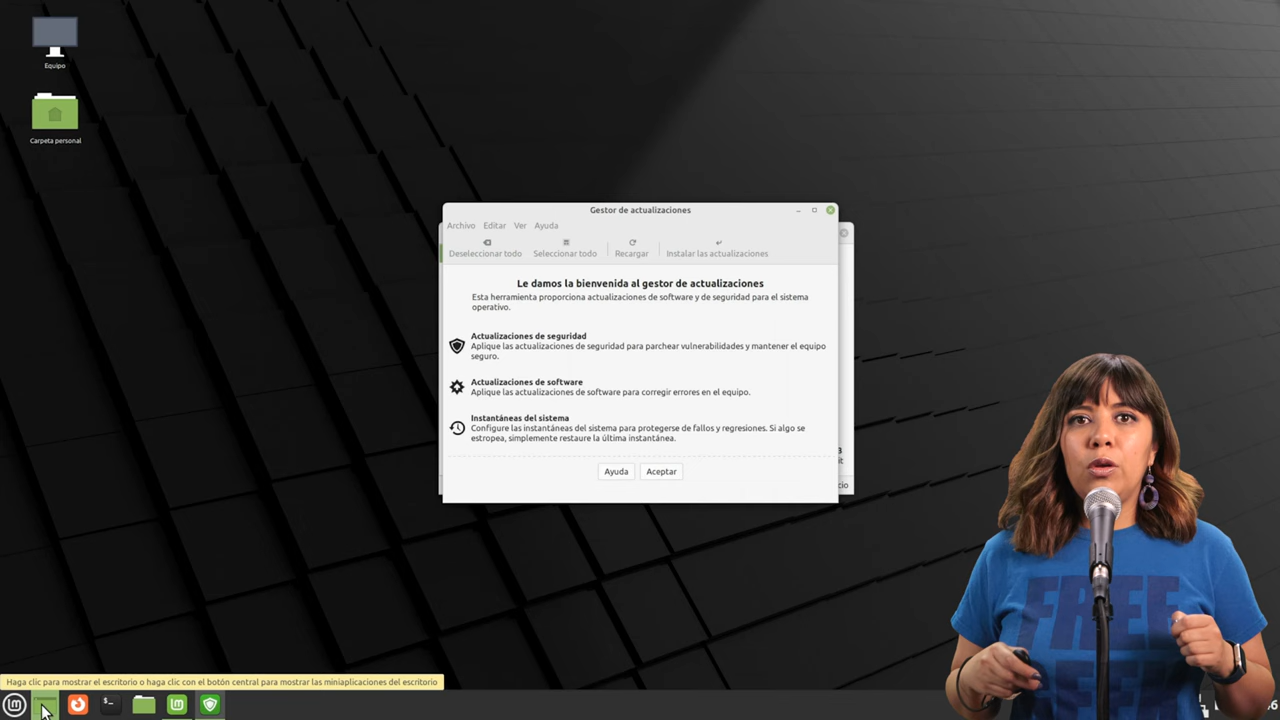 Equipo
Carpeta personal
Gestor de actualizaciones
Archivo Editar Ver Ayuda
Deseleccionar todo Seleccionar todo Recargar Instalar las actualizaciones
Le damos la bienvenida al gestor de actualizaciones
Esta herramienta proporciona actualizaciones de software y de seguridad para el sistema
operativo.
Actualizaciones de seguridad
Aplique las actualizaciones de seguridad para parchear vulnerabilidades y mantener el equipo
seguro.
Actualizaciones de software
Aplique las actualizaciones de software para corregir errores en el equipo.
Instantáneas del sistema
Configure las instantáneas del sistema para protegerse de fallos y regresiones. Si algo se
estropea, simplemente restaure la última instantánea.
Ayuda Aceptar
cio
FREE
Haga clic para mostrar el escritorio o haga clic con el botón central para mostrar las miniaplicaciones del escritorio